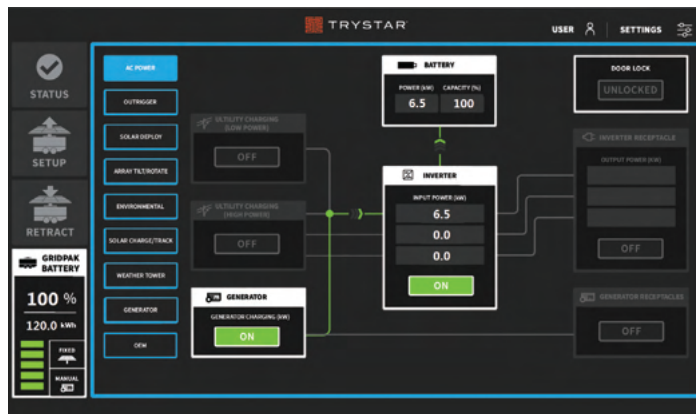 TRYSTAR
USER
SETTINGS
STATUS
SETUP
RETRACT
GRIDPAK
BATTERY
100 %
120.0 kWh
FIXED
MANUAL
AC POWER
OUTRIGGER
SOLAR DEPLOY
ARRAY TILT/ROTATE
ENVIRONMENTAL
SOLAR CHARGE/TRACK
WEATHER TOWER
GENERATOR
OEM
ULTILITY CHARGING
(LOW POWER)
OFF
ULTILITY CHARGING
(HIGH POWER)
OFF
GENERATOR
GENERATOR CHARGING (kW)
ON
BATTERY
POWER (kW) CAPACITY (%)
6.5 100
INVERTER
INPUT POWER (kW)
6.5
0.0
0.0
ON
DOOR LOCK
UNLOCKED
INVERTER RECEPTACLE
OUTPUT POWER (KW)
OFF
GENERATOR RECEPTACLES
OFF